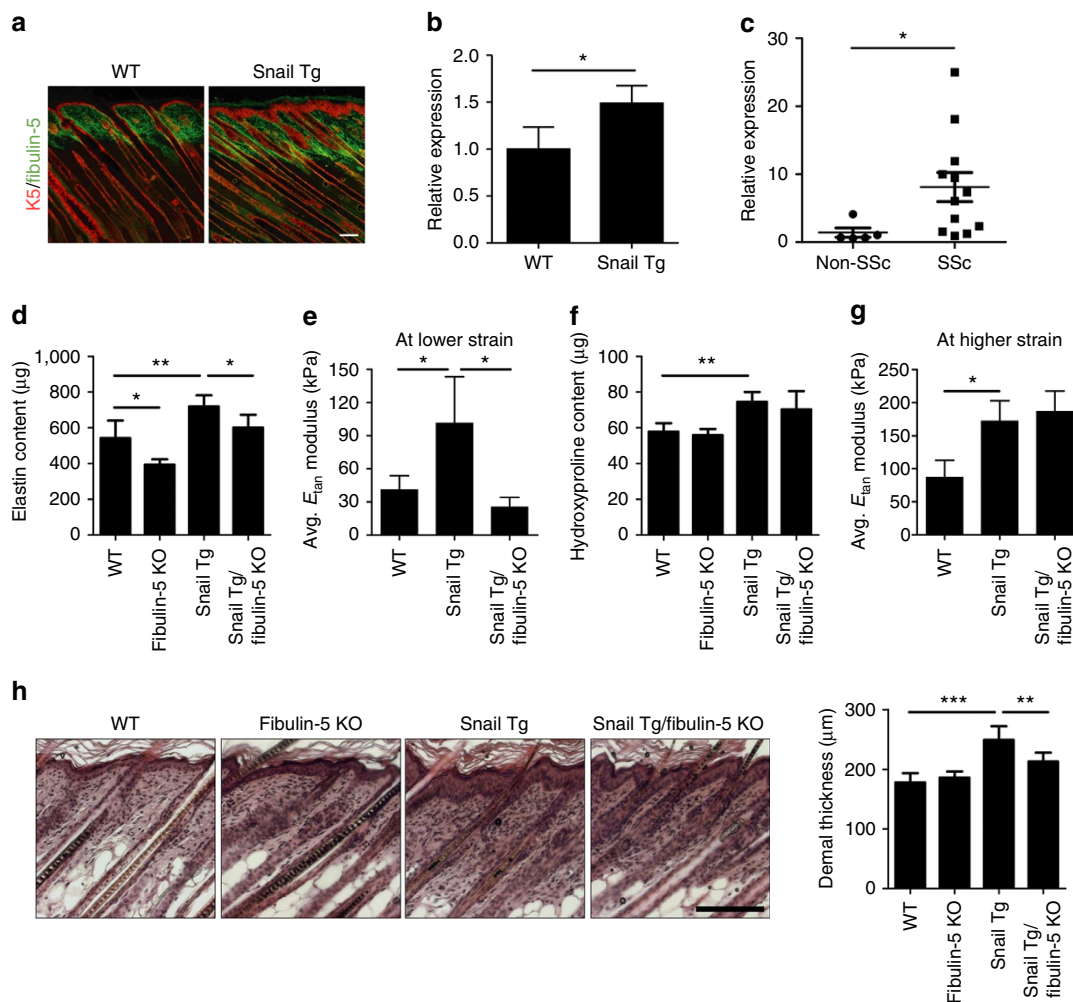 a
WT
Snail Tg
K5/fibulin-5
b
Relative expression
2.0
1.5
1.0
0.5
0.0
*
WT
Snail Tg
c
Relative expression
30
20
10
0
*
Non-SSc
SSc
d
Elastin content (μg)
1,000
800
600
400
200
0
**
*
*
WT
Fibulin-5 KO
Snail Tg
Snail Tg/
fibulin-5 KO
e
At lower strain
Avg. Etan modulus (kPa)
150
120
90
60
30
0
*
*
WT
Snail Tg
Snail Tg/
fibulin-5 KO
f
Hydroxyproline content (μg)
100
80
60
40
20
0
**
WT
Fibulin-5 KO
Snail Tg
Snail Tg/
fibulin-5 KO
g
At higher strain
Avg. Etan modulus (kPa)
250
200
150
100
50
0
*
WT
Snail Tg
Snail Tg/
fibulin-5 KO
h
WT
Fibulin-5 KO
Snail Tg
Snail Tg/fibulin-5 KO
Demal thickness (μm)
300
200
100
0
***
**
WT
Fibulin-5 KO
Snail Tg
Snail Tg/
fibulin-5 KO